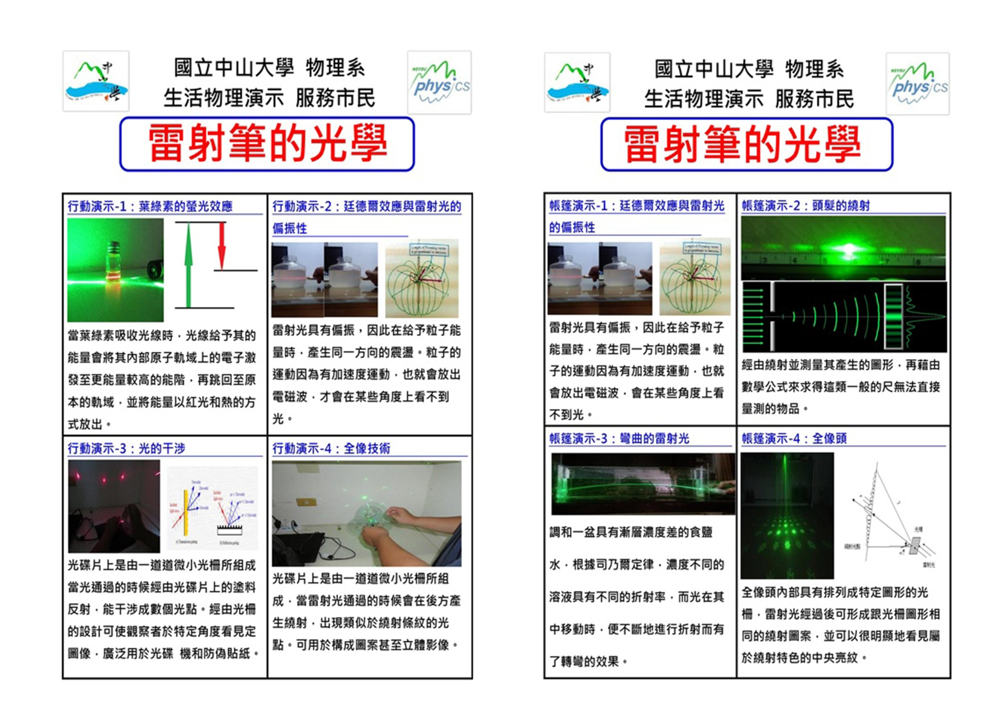 國立中山大學 物理系
生活物理演示 服務市民
雷射筆的光學
NSYSU
physics
行動演示-1：葉綠素的螢光效應
當葉綠素吸收光線時，光線給予其的
能量會將其內部原子軌域上的電子激
發至更能量較高的能階，再跳回至原
本的軌域，並將能量以紅光和熱的方
式放出。
行動演示-2：廷德爾效應與雷射光的
偏振性
Length of Poynting vector
is proportional to intensity.
雷射光具有偏振，因此在給予粒子能
量時，產生同一方向的震盪。粒子的
運動因為有加速度運動，也就會放出
電磁波，才會在某些角度上看不到
光。
行動演示-3：光的干涉
光碟片上是由一道道微小光柵所組成
當光通過的時候經由光碟片上的塗料
反射，能干涉成數個光點。經由光柵
的設計可使觀察者於特定角度看見定
圖像，廣泛用於光碟 機和防偽貼紙。
行動演示-4：全像技術
光碟片上是由一道道微小光柵所組
成，當雷射光通過的時候會在後方產
生繞射，出現類似於繞射條紋的光
點。可用於構成圖案甚至立體影像。
國立中山大學 物理系
生活物理演示 服務市民
雷射筆的光學
NSYSU
physics
帳篷演示-1：廷德爾效應與雷射光
的偏振性
Length of Poynting vector
is proportional to intensity.
雷射光具有偏振，因此在給予粒子
能量時，產生同一方向的震盪。粒
子的運動因為有加速度運動，也就
會放出電磁波，會在某些角度上看
不到光。
帳篷演示-2：頭髮的繞射
3 4 5 6 7 8
經由繞射並測量其產生的圖形，再藉由
數學公式來求得這類一般的尺無法直接
量測的物品。
帳篷演示-3：彎曲的雷射光
調和一盆具有漸層濃度差的食鹽
水，根據司乃爾定律，濃度不同的
溶液具有不同的折射率，而光在其
中移動時，便不斷地進行折射而有
了轉彎的效果。
帳篷演示-4：全像頭
光柵
繞射光點
雷射光
全像頭內部具有排列成特定圖形的光
柵，雷射光經過後可形成跟光柵圖形相
同的繞射圖案，並可以很明顯地看見屬
於繞射特色的中央亮紋。